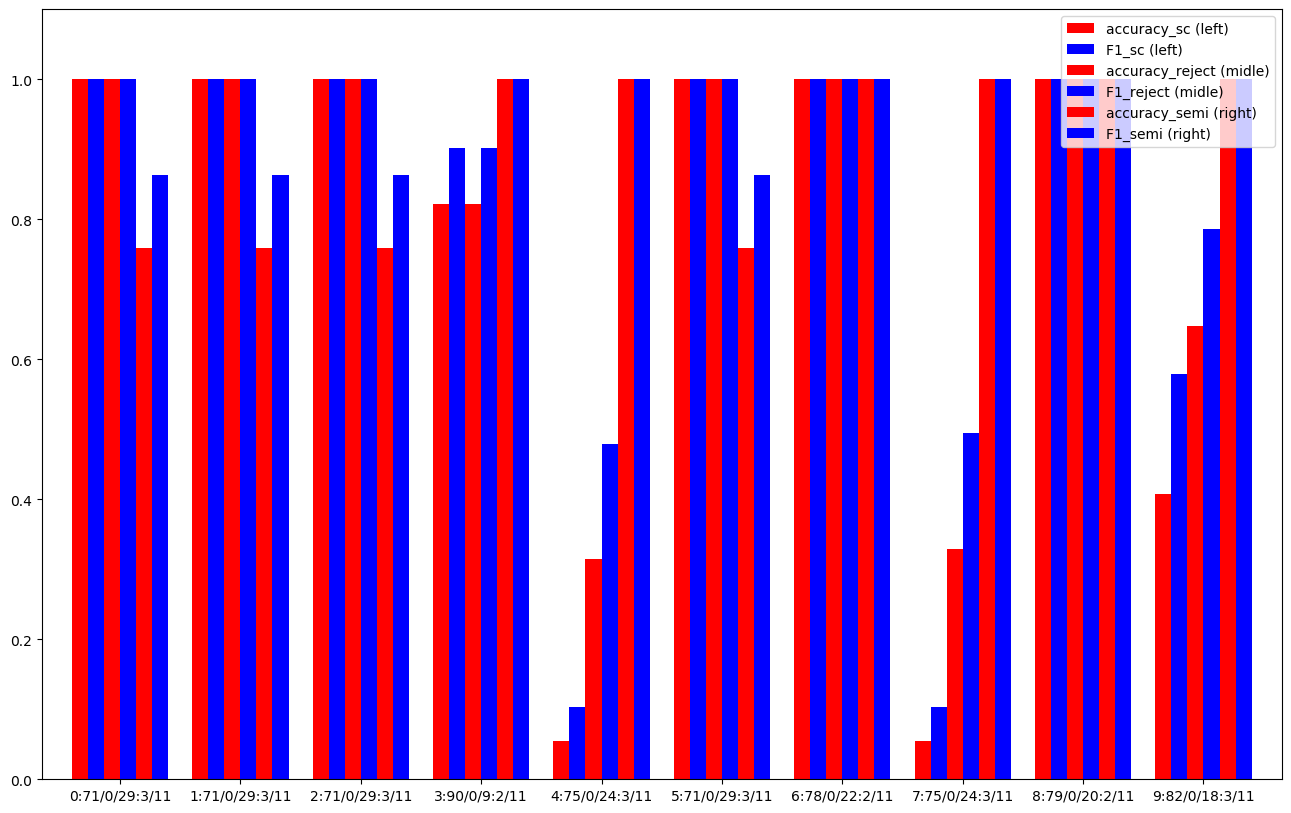 accuracy_sc (left)
F1_sc (left)
accuracy_reject (midle)
F1_reject (midle)
accuracy_semi (right)
F1_semi (right)
1.0
0.8
0.6
0.4
0.2
0.0
0:71/0/29:3/11 1:71/0/29:3/11 2:71/0/29:3/11 3:90/0/9:2/11 4:75/0/24:3/11 5:71/0/29:3/11 6:78/0/22:2/11 7:75/0/24:3/11 8:79/0/20:2/11 9:82/0/18:3/11